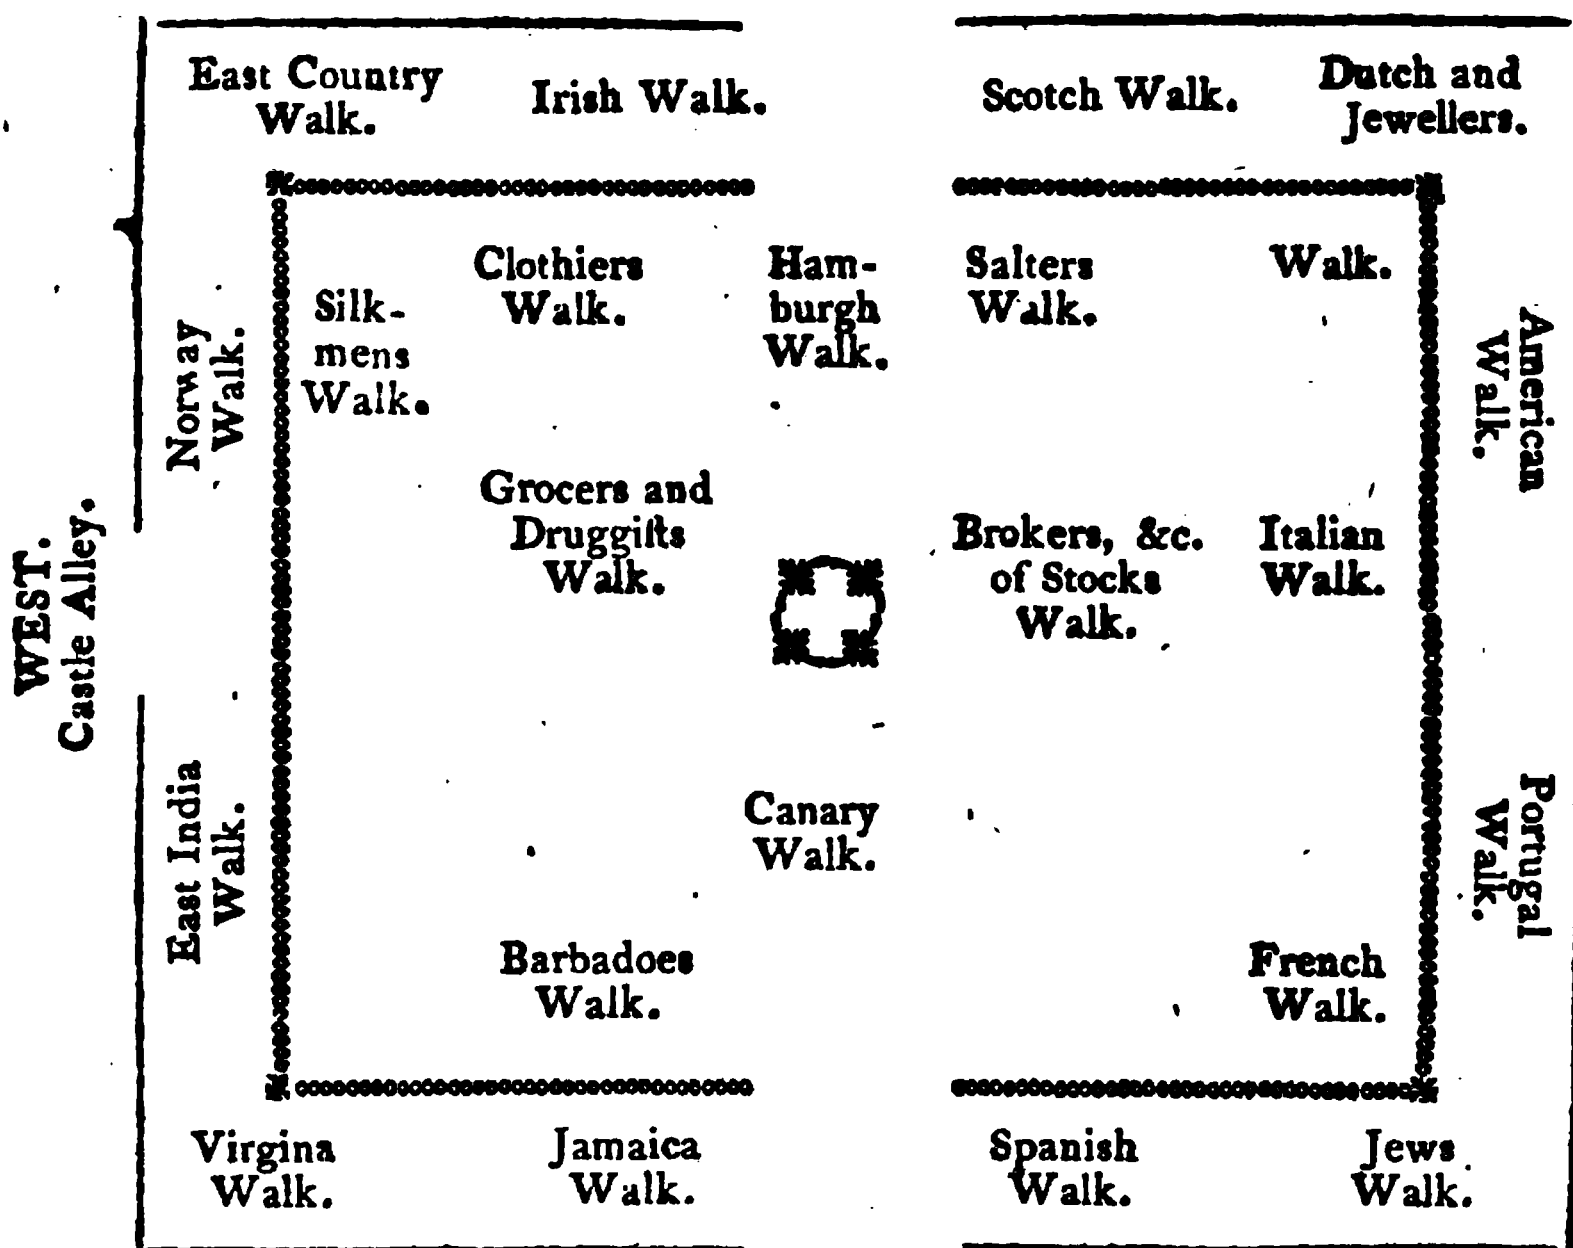 East Country
Walk.
Irish Walk.
Scotch Walk.
Dutch and
Jewellers.
Clothiers
Walk.
Ham-
burgh
Walk.
Salters
Walk.
Walk.
Silk-
mens
Walk.
Norway
Walk.
American
Walk.
Grocers and
Druggists
Walk.
Brokers, &c.
of Stocks
Walk.
Italian
Walk.
WEST.
Castle Alley.
East India
Walk.
Canary
Walk.
Portugal
Walk.
Barbadoes
Walk.
French
Walk.
Virgina
Walk.
Jamaica
Walk.
Spanish
Walk.
Jews
Walk.